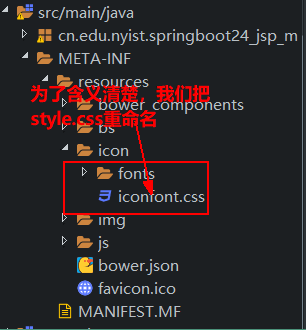 src/main/java
cn.edu.nyist.springboot24_jsp_m
META-INF
resources
为了含义清楚，我们把
bower_components
style.css重命名
bs
icon
fonts
iconfont.css
img
js
bower.json
favicon.ico
MANIFEST.MF